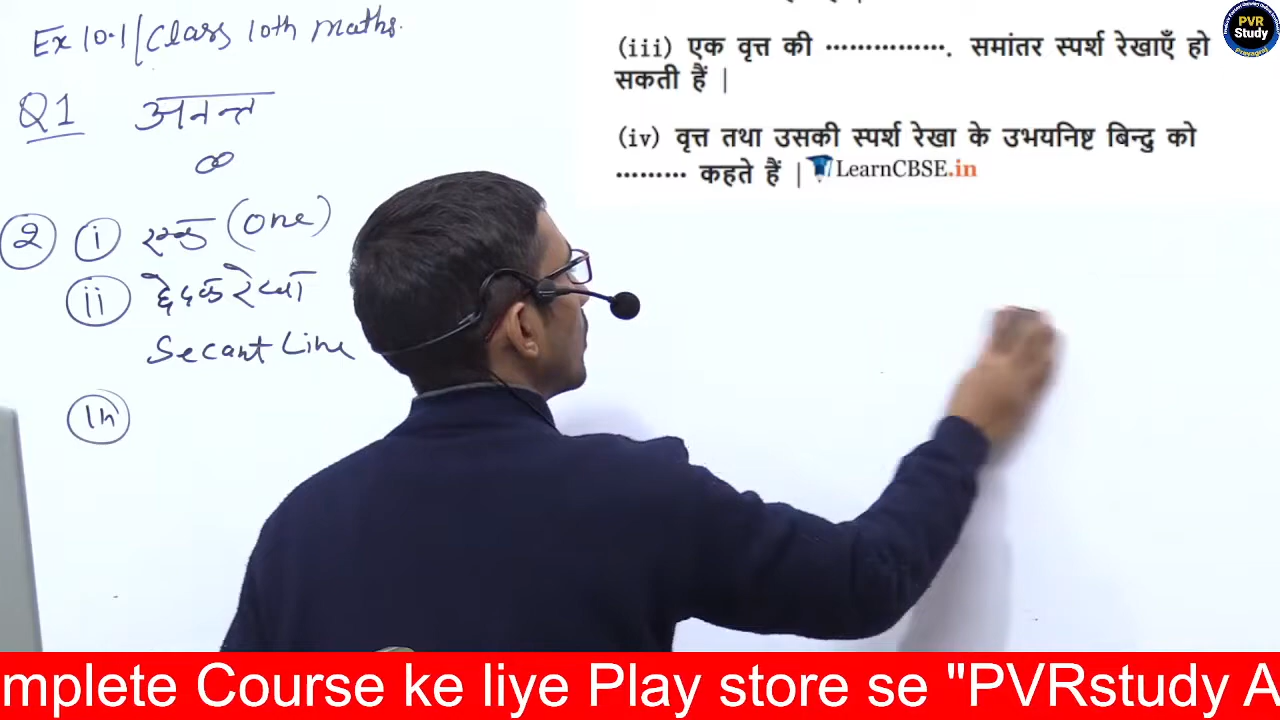 Ex 10.1 / Class 10th Maths.
Q1 अनन्त
∞
2 i एक (One)
ii छेदक रेखा
Secant Line
(iii) एक वृत्त की ................ समांतर स्पर्श रेखाएँ हो
सकती हैं |
(iv) वृत्त तथा उसकी स्पर्श रेखा के उभयनिष्ट बिन्दु को
......... कहते हैं | LearnCBSE.in
PVR
Study
Prayagraj
mplete Course ke liye Play store se "PVRstudy A